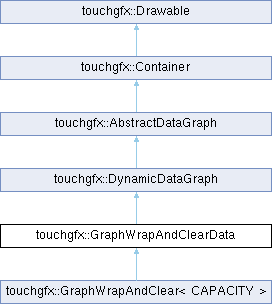 touchgfx::Drawable
touchgfx::Container
touchgfx::AbstractDataGraph
touchgfx::DynamicDataGraph
touchgfx::GraphWrapAndClearData
touchgfx::GraphWrapAndClear< CAPACITY >